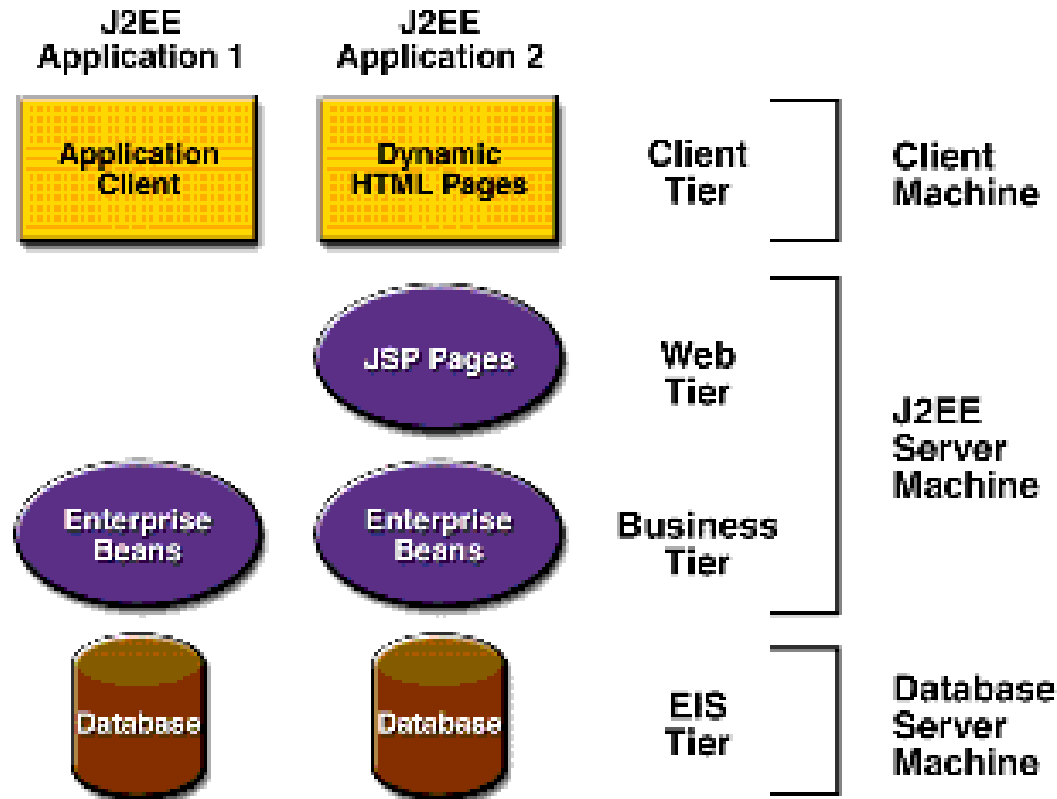 J2EE
Application 1
J2EE
Application 2
Application
Client
Dynamic
HTML Pages
Client
Tier
Client
Machine
JSP Pages
Web
Tier
J2EE
Server
Machine
Enterprise
Beans
Enterprise
Beans
Business
Tier
Database
Database
EIS
Tier
Database
Server
Machine